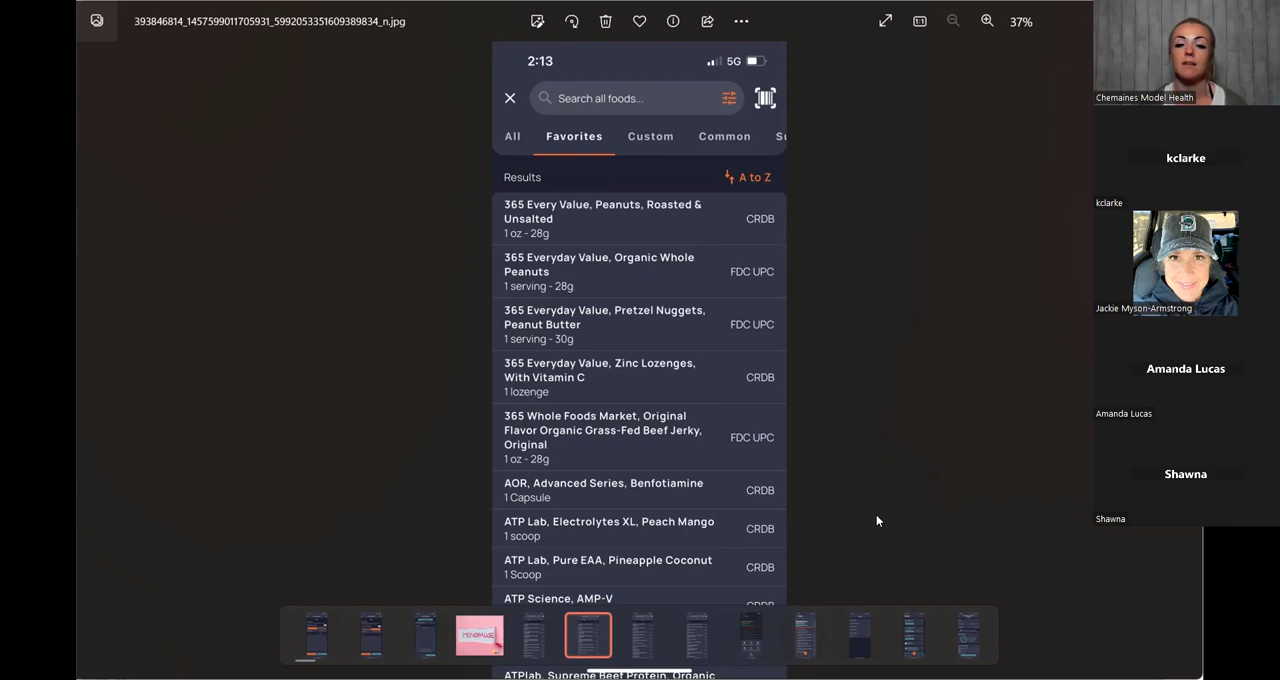 393846814_1457599011705931_5992053351609389834_n.jpg
37%
2:13
5G
Search all foods...
All Favorites Custom Common
Results
A to Z
365 Every Value, Peanuts, Roasted &
Unsalted
1 oz - 28g
CRDB
365 Everyday Value, Organic Whole
Peanuts
1 serving - 28g
FDC UPC
365 Everyday Value, Pretzel Nuggets,
Peanut Butter
1 serving - 30g
FDC UPC
365 Everyday Value, Zinc Lozenges,
With Vitamin C
1 lozenge
CRDB
365 Whole Foods Market, Original
Flavor Organic Grass-Fed Beef Jerky,
Original
1 oz - 28g
FDC UPC
AOR, Advanced Series, Benfotiamine
1 Capsule
CRDB
ATP Lab, Electrolytes XL, Peach Mango
1 scoop
CRDB
ATP Lab, Pure EAA, Pineapple Coconut
1 Scoop
CRDB
ATP Science, AMP-V
CRDB
MENOPAUSE
ATPlab, Supreme Beef Protein, Organic
Chemaines Model Health
kclarke
kclarke
Jackie Myson-Armstrong
Amanda Lucas
Amanda Lucas
Shawna
Shawna